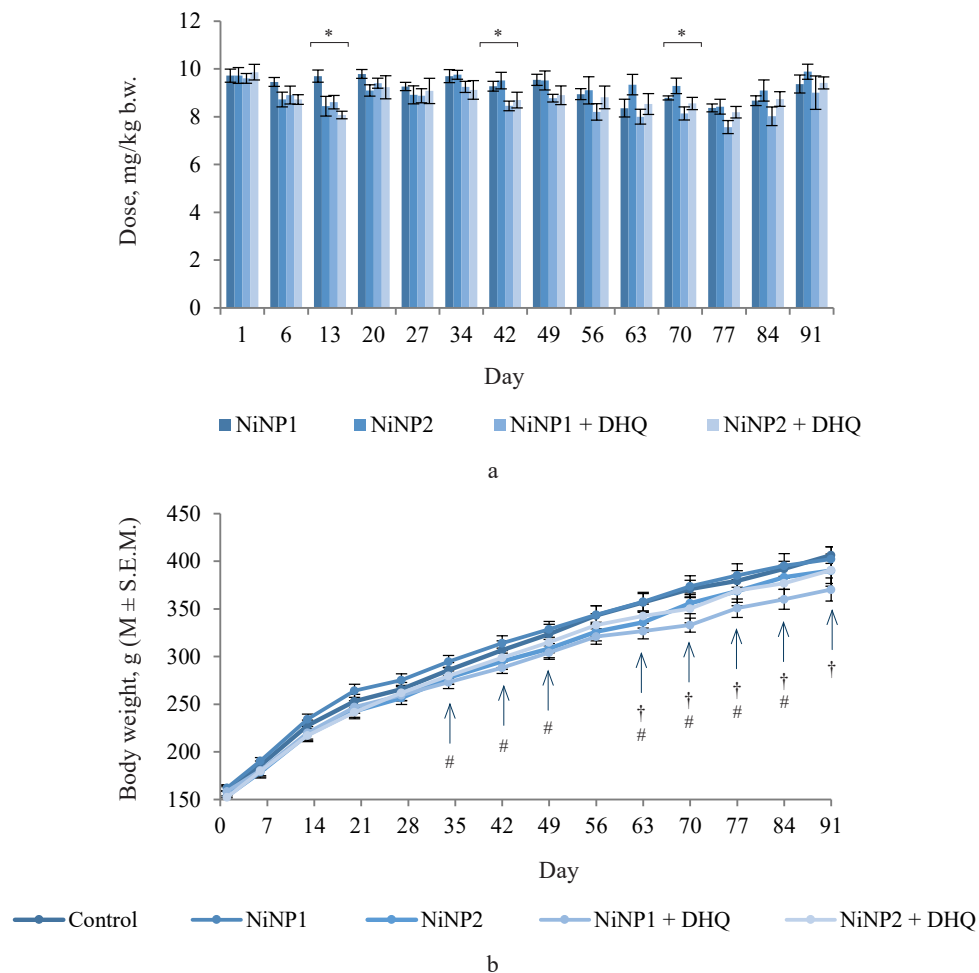 12
10
8
6
4
2
0
Dose, mg/kg b.w.
* * *
1 6 13 20 27 34 42 49 56 63 70 77 84 91
Day
NiNP1 NiNP2 NiNP1 + DHQ NiNP2 + DHQ
a
450
400
350
300
250
200
150
Body weight, g (M ± S.E.M.)
†
† † † #
# # # # # #
#
0 7 14 21 28 35 42 49 56 63 70 77 84 91
Day
Control NiNP1 NiNP2 NiNP1 + DHQ NiNP2 + DHQ
b